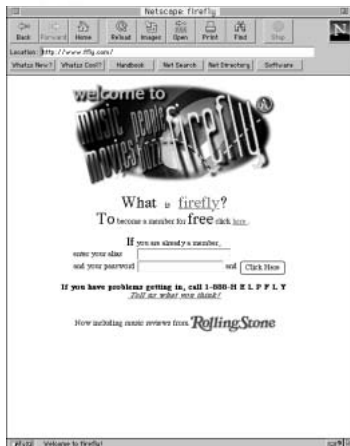 Netscape: firefly
Back Forward Home Reload Images Open Print Find Stop
N
Location: http://www.ffly.com/
What's New? What's Cool? Handbook Net Search Net Directory Software
welcome to
music people
movies
firefly
What is firefly?
To become a member for free click here.
If you are already a member,
enter your alias
and your password and Click Here
If you have problems getting in, call 1-800-H E L P F L Y
Tell us what you think!
Now including music reviews from RollingStone
Welcome to firefly!